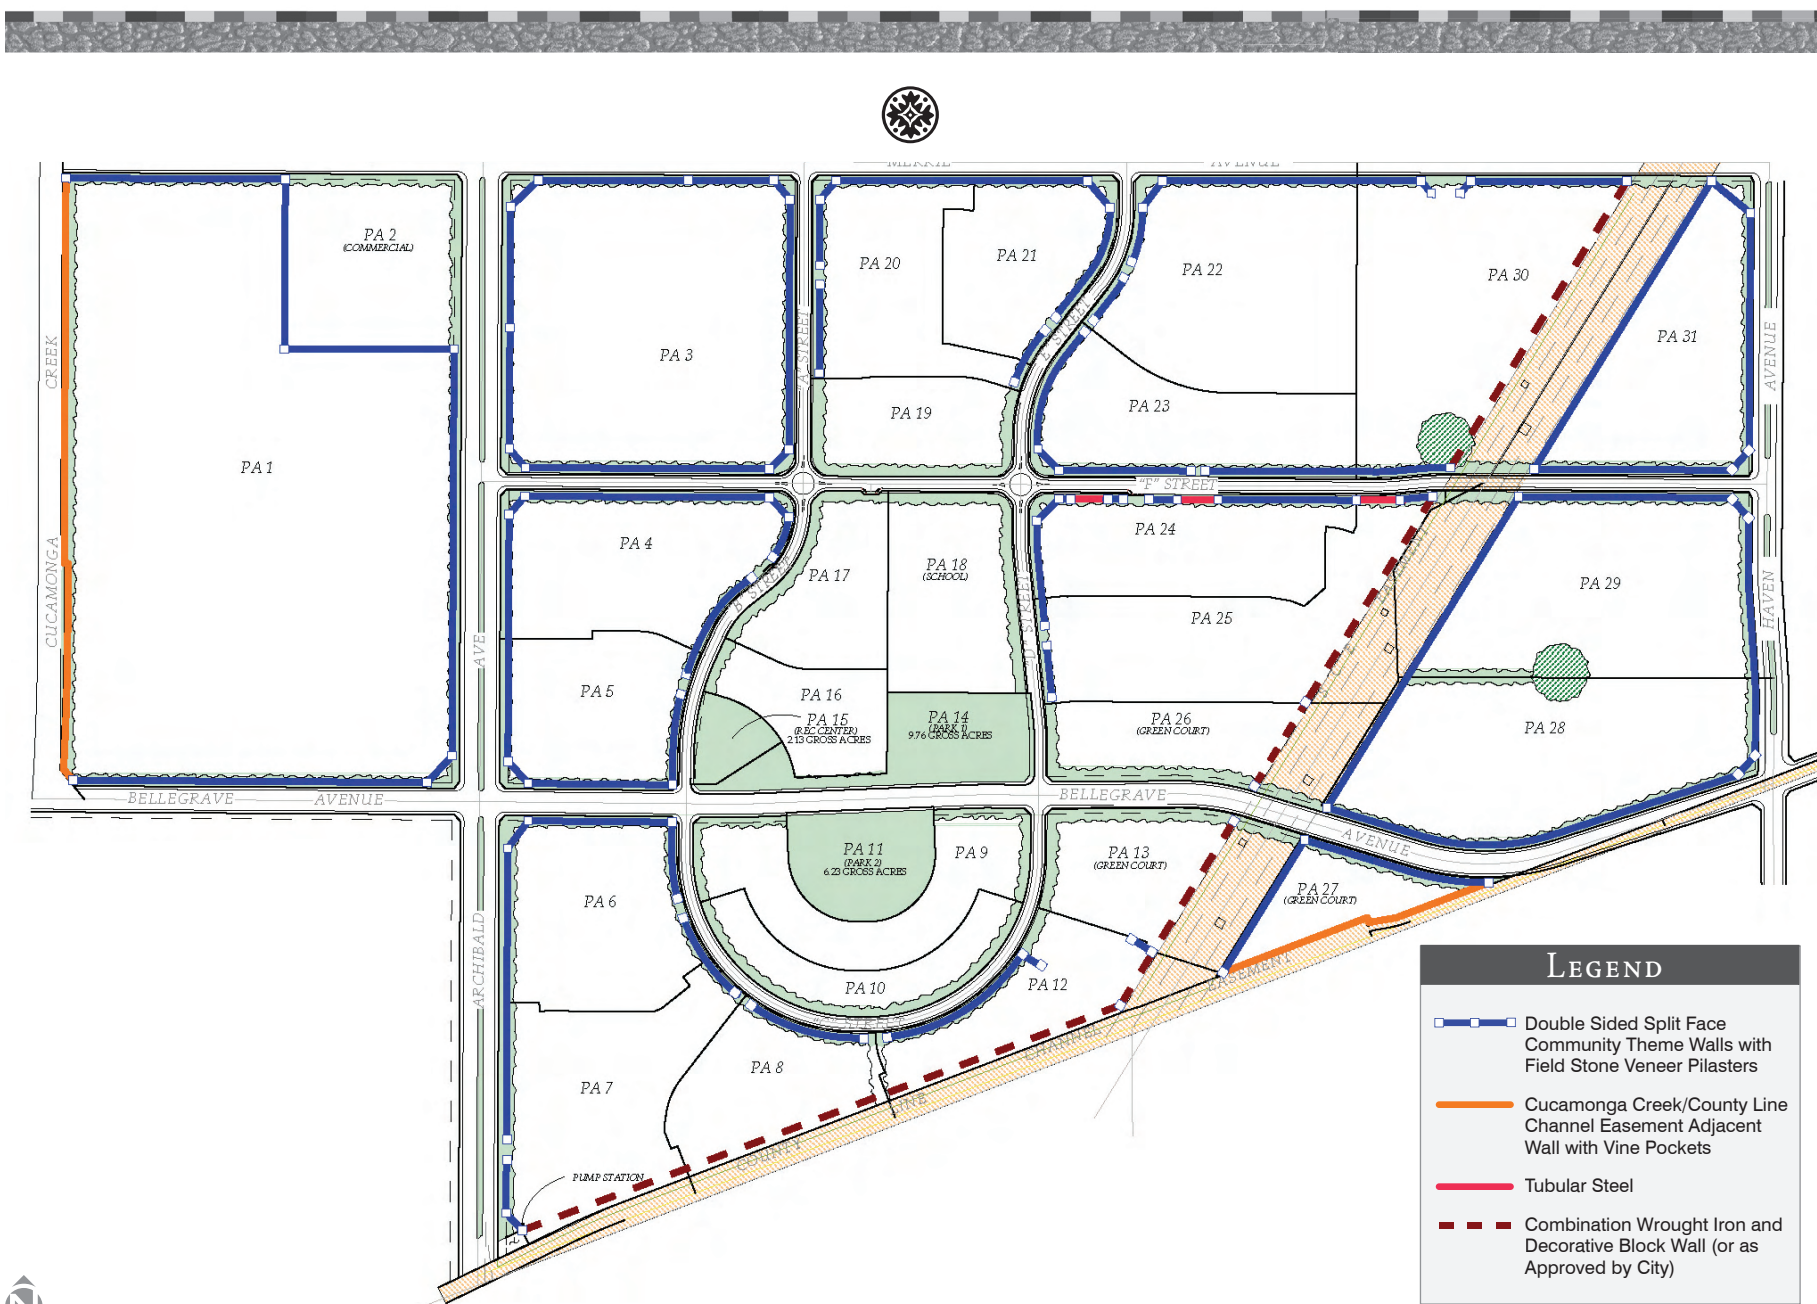 MERRIL AVENUE
PA 2
(COMMERCIAL)
PA 20
PA 21
PA 22
PA 30
PA 31
PA 3
"A" STREET
"E" STREET
CREEK
AVENUE
PA 19
PA 23
PA 1
"F" STREET
PA 4
PA 17
PA 18
(SCHOOL)
PA 24
PA 29
"B" STREET
"D" STREET
PA 25
S.C.E. EASEMENT
CUCAMONGA
AVE
HAVEN
PA 5
PA 16
PA 15
(REC CENTER)
2.13 GROSS ACRES
PA 14
(PARK 1)
9.76 GROSS ACRES
PA 26
(GREEN COURT)
PA 28
BELLEGRAVE AVENUE
BELLEGRAVE
AVENUE
PA 11
(PARK 2)
6.23 GROSS ACRES
PA 9
PA 13
(GREEN COURT)
PA 27
(GREEN COURT)
PA 6
ARCHIBALD
PA 10
PA 12
"C" STREET
PA 7
PA 8
COUNTY LINE CHANNEL EASEMENT
PUMP STATION
LEGEND
Double Sided Split Face
Community Theme Walls with
Field Stone Veneer Pilasters
Cucamonga Creek/County Line
Channel Easement Adjacent
Wall with Vine Pockets
Tubular Steel
Combination Wrought Iron and
Decorative Block Wall (or as
Approved by City)
N